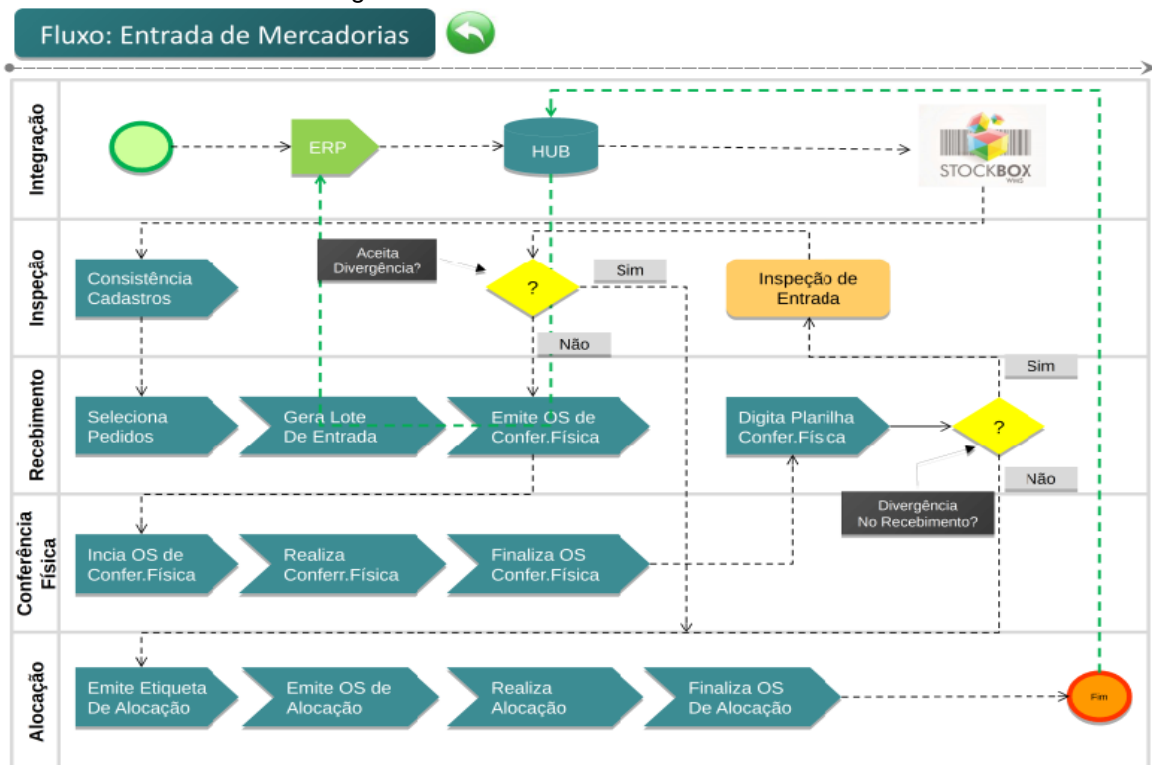 Fluxo: Entrada de Mercadorias
Integração
ERP
HUB
STOCKBOX
WMS
Inspeção
Consistência
Cadastros
Aceita
Divergência?
?
Sim
Não
Inspeção de
Entrada
Recebimento
Seleciona
Pedidos
Gera Lote
De Entrada
Emite OS de
Confer.Física
Digita Planilha
Confer.Física
?
Sim
Não
Divergência
No Recebimento?
Conferência
Física
Incia OS de
Confer.Física
Realiza
Conferr.Física
Finaliza OS
Confer.Física
Alocação
Emite Etiqueta
De Alocação
Emite OS de
Alocação
Realiza
Alocação
Finaliza OS
De Alocação
Fim